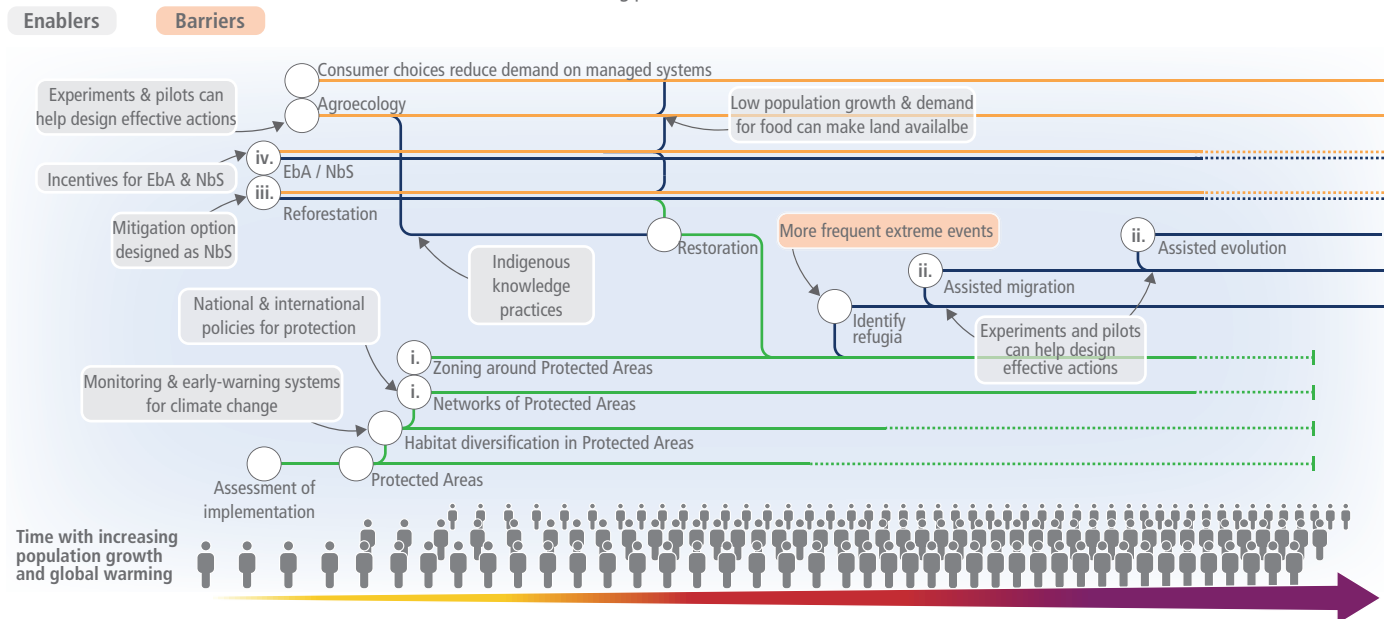 Enablers
Barriers
Consumer choices reduce demand on managed systems
Experiments & pilots can
help design effective actions
Agroecology
Low population growth & demand
for food can make land availalbe
iv.
EbA / NbS
Incentives for EbA & NbS
iii.
Reforestation
Mitigation option
designed as NbS
Restoration
More frequent extreme events
ii.
Assisted evolution
Indigenous
knowledge
practices
ii.
Assisted migration
National & international
policies for protection
Identify
refugia
Experiments and pilots
can help design
effective actions
i.
Zoning around Protected Areas
Monitoring & early-warning systems
for climate change
i.
Networks of Protected Areas
Habitat diversification in Protected Areas
Protected Areas
Assessment of
implementation
Time with increasing
population growth
and global warming